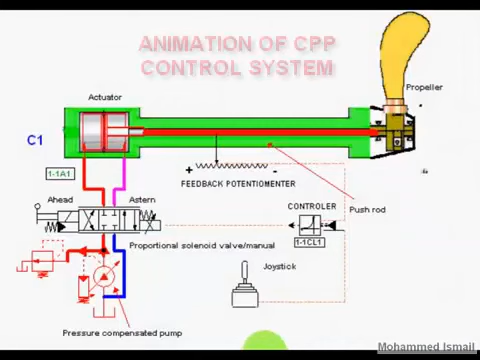 ANIMATION OF CPP
CONTROL SYSTEM
Propeller
Actuator
C1
1-1A1
+
-
FEEDBACK POTENTIOMENTER
Ahead
Astern
CONTROLER
Push rod
1-1CL1
Proportional solenoid valve/manual
Joystick
Pressure compensated pump
Mohammed Ismail